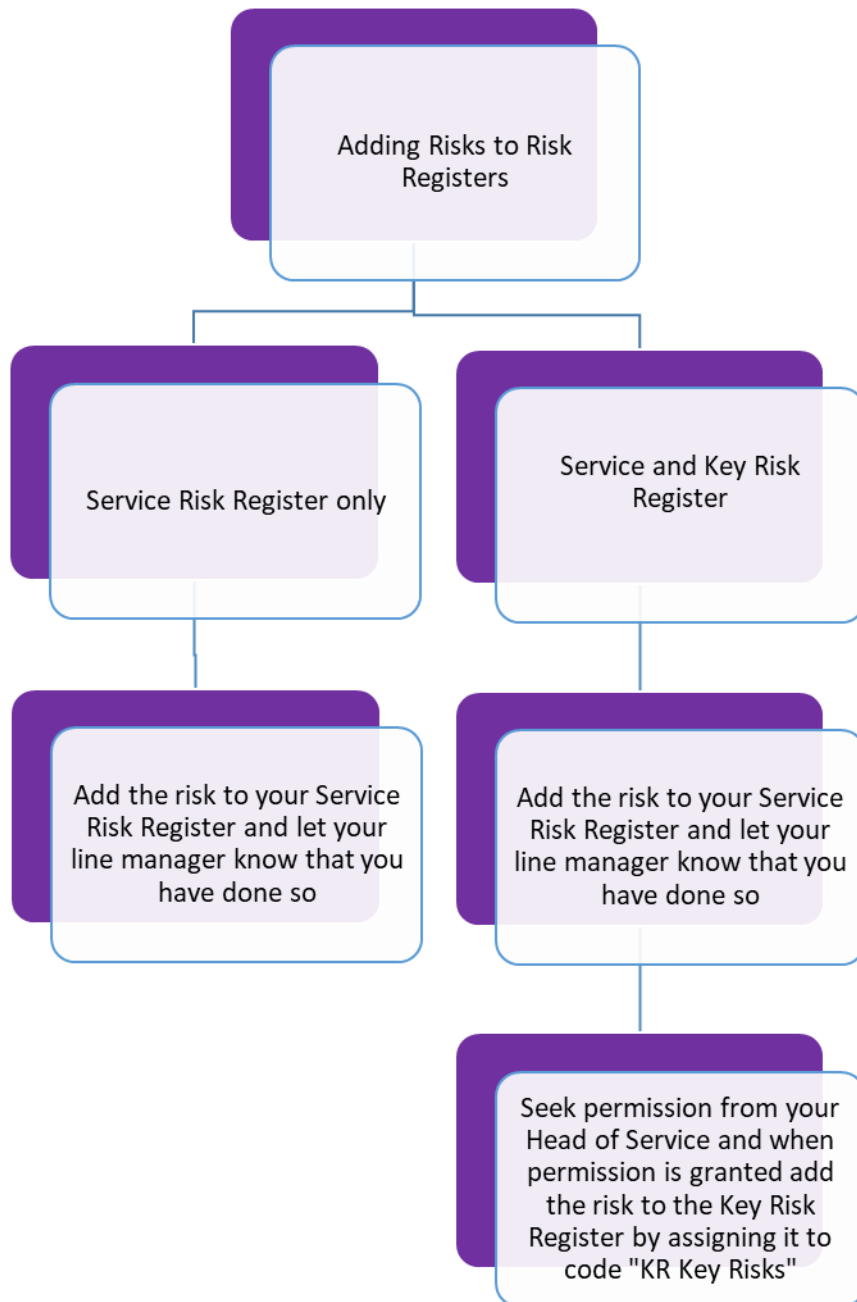 Adding Risks to Risk
Registers
Service Risk Register only
Service and Key Risk
Register
Add the risk to your Service
Risk Register and let your
line manager know that you
have done so
Add the risk to your Service
Risk Register and let your
line manager know that you
have done so
Seek permission from your
Head of Service and when
permission is granted add
the risk to the Key Risk
Register by assigning it to
code "KR Key Risks"